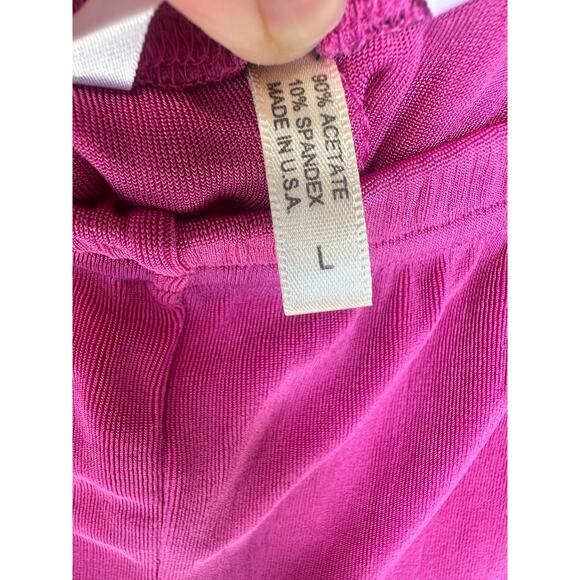 90% ACETATE
10% SPANDEX
MADE IN U.S.A.
L